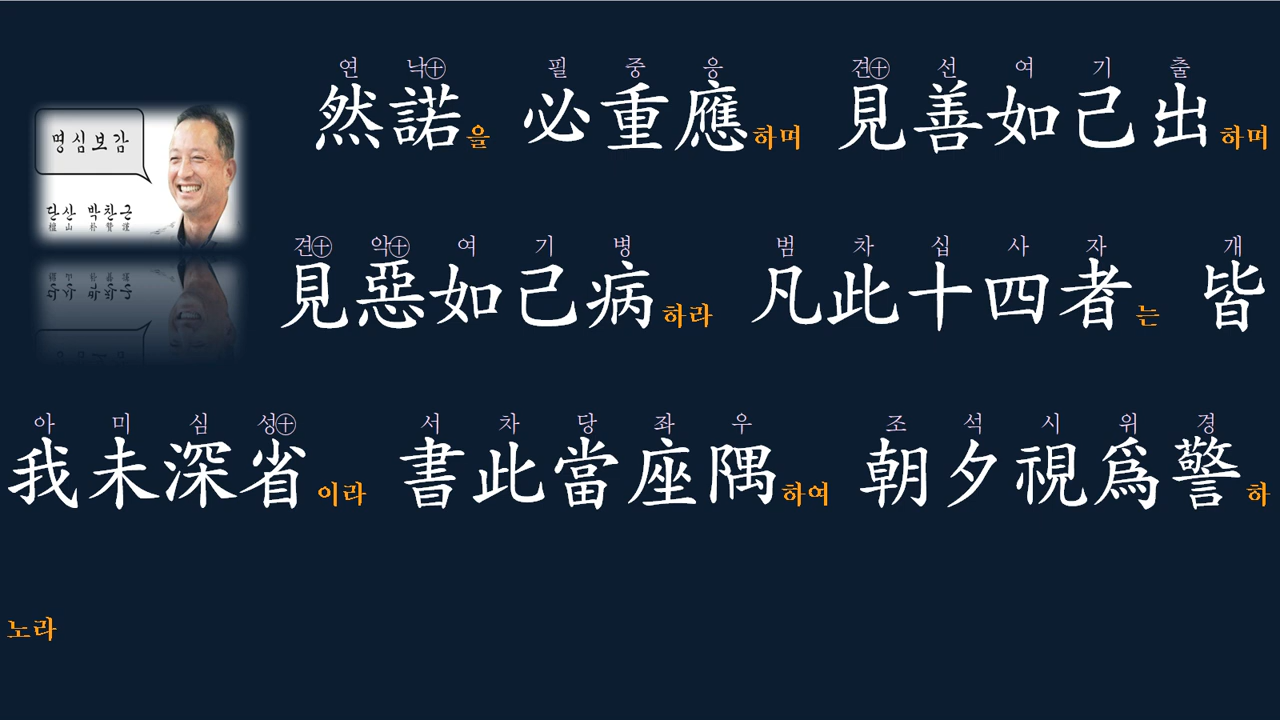 연 낙㊉ 필 중 응 견㊉ 선 여 기 출
然諾을 必重應하며 見善如己出하며
명심보감
단산 박찬근
檀山 朴贊謹
견㊉ 악㊉ 여 기 병 범 차 십 사 자 개
見惡如己病하라 凡此十四者는 皆
아 미 심 성㊉ 서 차 당 좌 우 조 석 시 위 경
我未深省이라 書此當座隅하여 朝夕視爲警하
노라